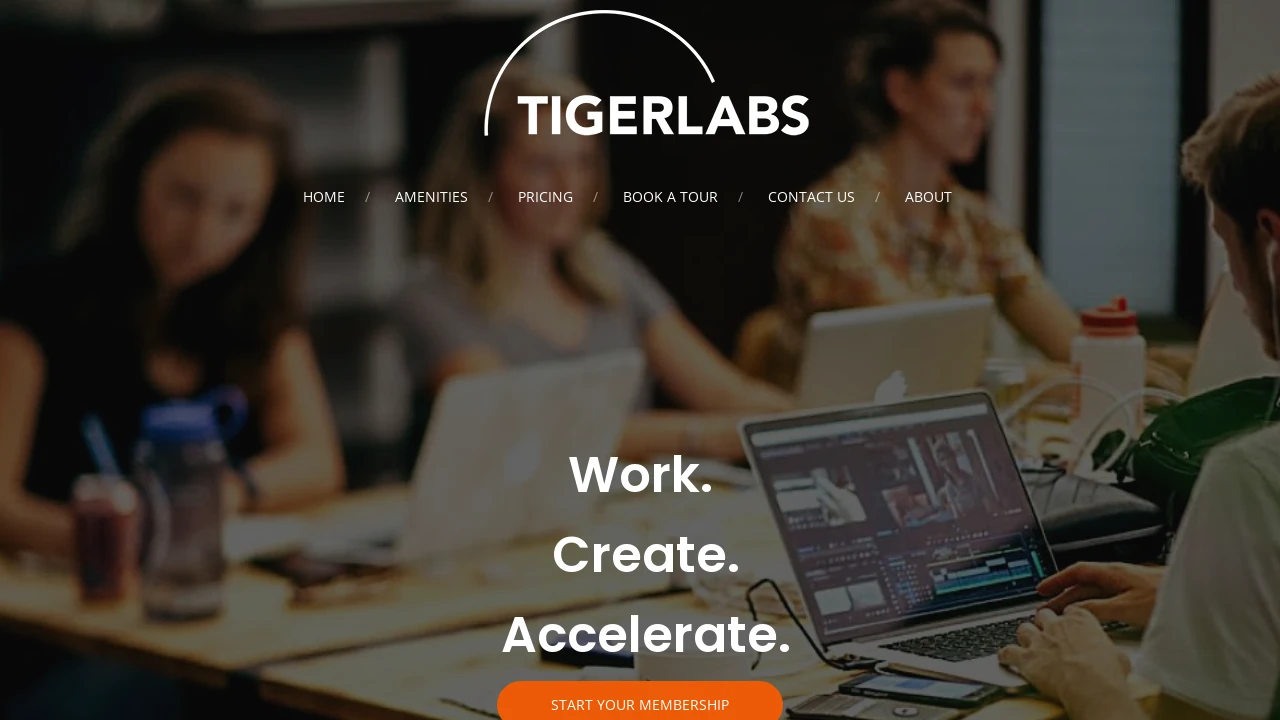 TIGERLABS
HOME / AMENITIES / PRICING / BOOK A TOUR / CONTACT US / ABOUT
Work.
Create.
Accelerate.
START YOUR MEMBERSHIP